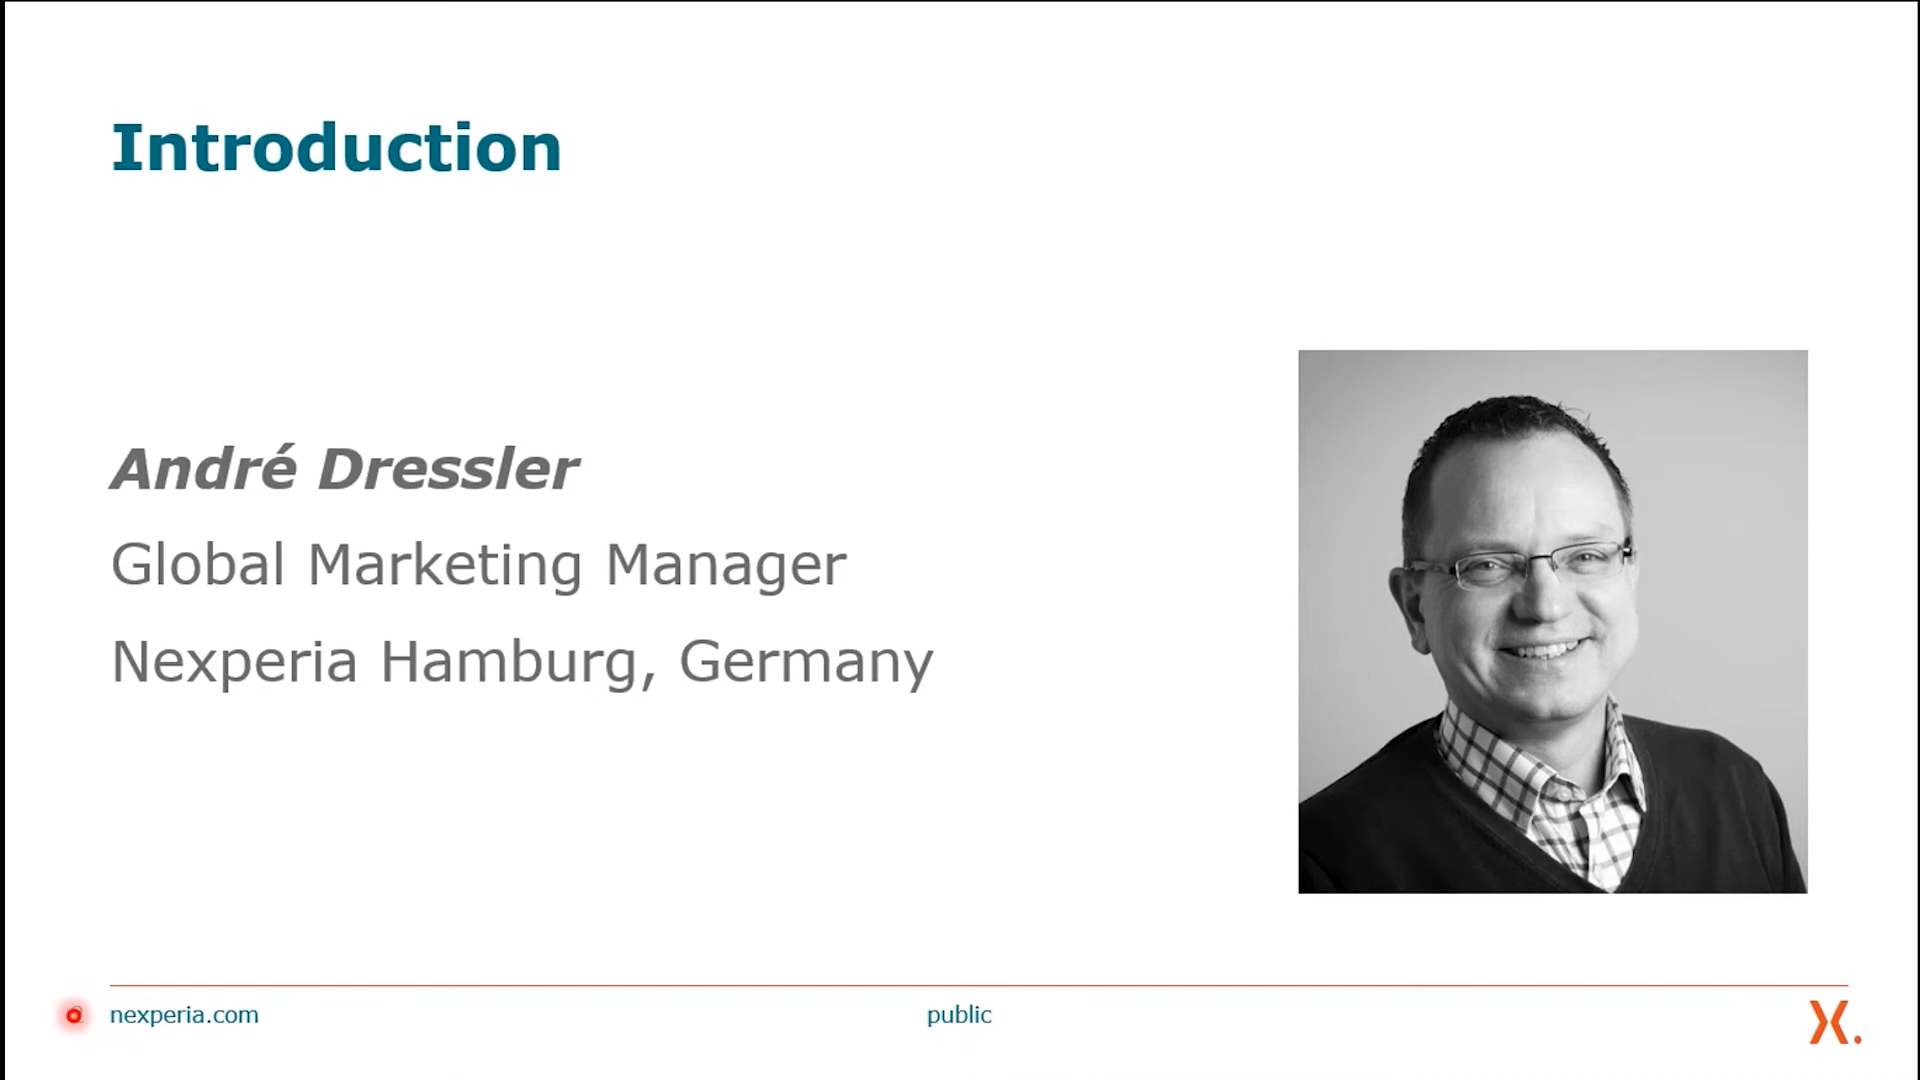 Introduction
André Dressler
Global Marketing Manager
Nexperia Hamburg, Germany
nexperia.com
public